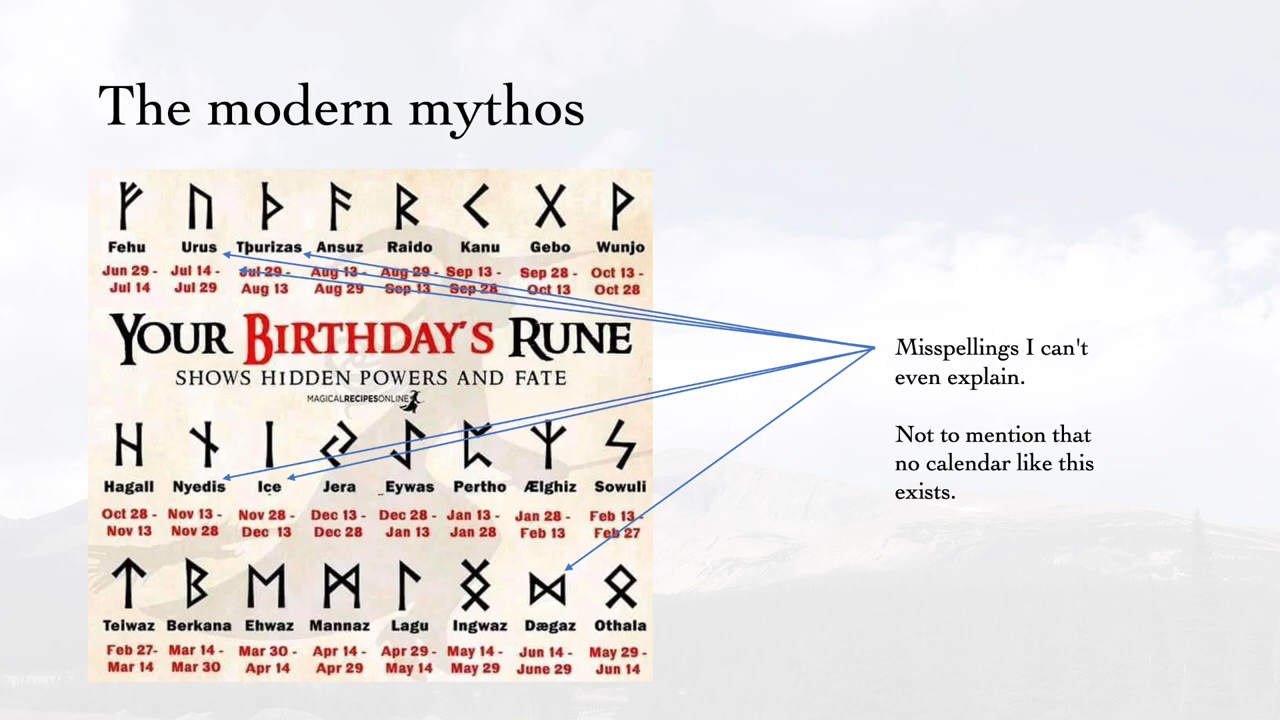 The modern mythos
ᚠ ᚢ ᚦ ᚨ ᚱ ᚲ ᚷ ᚹ
Fehu Urus Tþurizas Ansuz Raido Kanu Gebo Wunjo
Jun 29 - Jul 14 - Jul 29 - Aug 13 - Aug 29 - Sep 13 - Sep 28 - Oct 13 -
Jul 14 Jul 29 Aug 13 Aug 29 Sep 13 Sep 28 Oct 13 Oct 28
YOUR BIRTHDAY'S RUNE
SHOWS HIDDEN POWERS AND FATE
MAGICALRECIPESONLINE
ᚺ ᚾ ᛁ ᛃ ᛇ ᛈ ᛉ ᛊ
Hagall Nyedis Içe Jera Eywas Pertho Ælghiz Sowuli
Oct 28 - Nov 13 - Nov 28 - Dec 13 - Dec 28 - Jan 13 - Jan 28 - Feb 13 -
Nov 13 Nov 28 Dec 13 Dec 28 Jan 13 Jan 28 Feb 13 Feb 27
ᛏ ᛒ ᛖ ᛗ ᛚ ᛝ ᛞ ᛟ
Teiwaz Berkana Ehwaz Mannaz Lagu Ingwaz Dægaz Othala
Feb 27- Mar 14 - Mar 30 - Apr 14 - Apr 29 - May 14 - Jun 14 - May 29 -
Mar 14 Mar 30 Apr 14 Apr 29 May 14 May 29 June 29 Jun 14
Misspellings I can't
even explain.
Not to mention that
no calendar like this
exists.